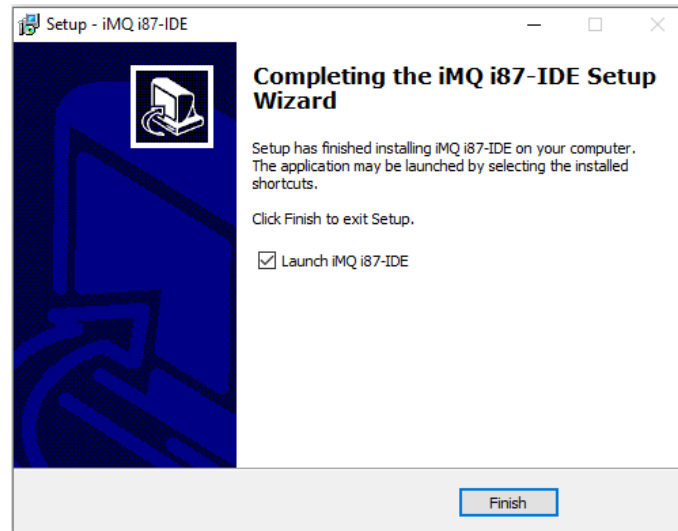 Setup - iMQ i87-IDE
Completing the iMQ i87-IDE Setup
Wizard
Setup has finished installing iMQ i87-IDE on your computer.
The application may be launched by selecting the installed
shortcuts.
Click Finish to exit Setup.
Launch iMQ i87-IDE
Finish